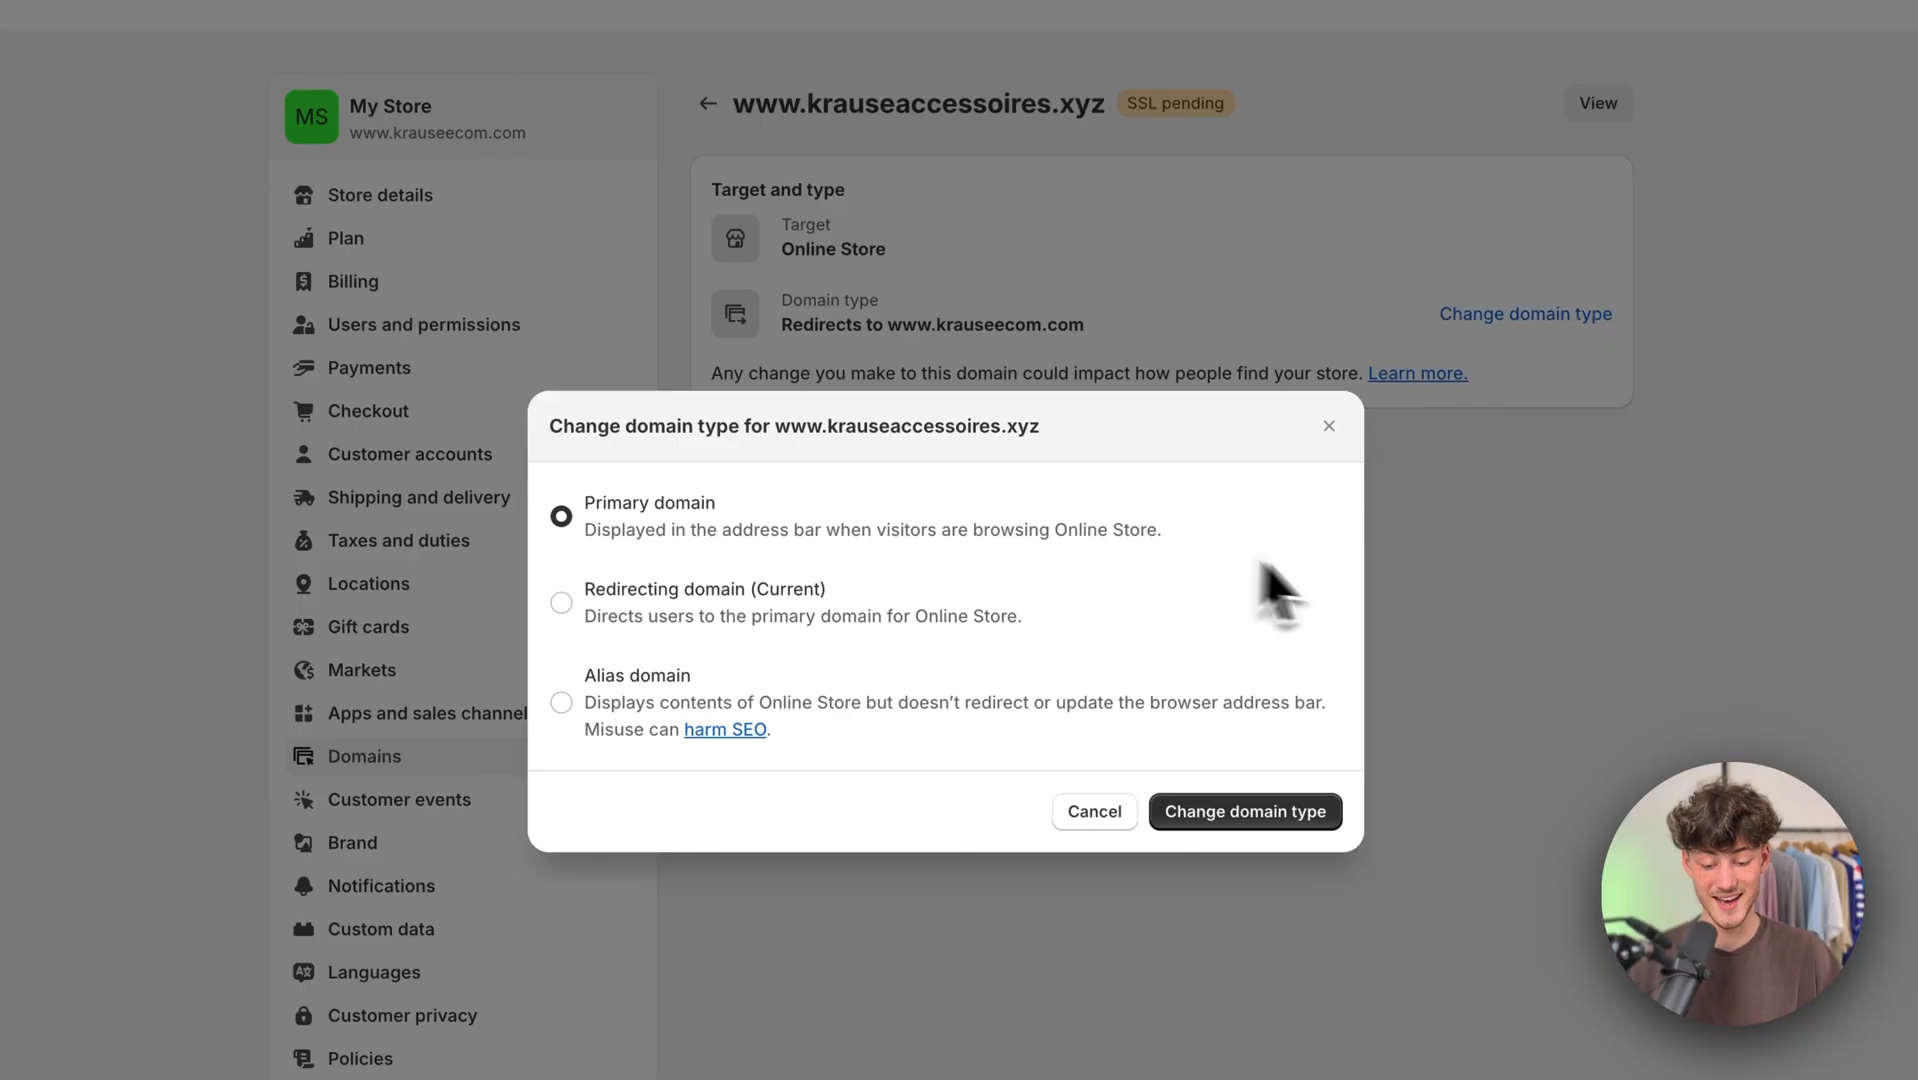 MS
My Store
www.krauseecom.com
Store details
Plan
Billing
Users and permissions
Payments
Checkout
Customer accounts
Shipping and delivery
Taxes and duties
Locations
Gift cards
Markets
Apps and sales channel
Domains
Customer events
Brand
Notifications
Custom data
Languages
Customer privacy
Policies
www.krauseaccessoires.xyz SSL pending
View
Target and type
Target
Online Store
Domain type
Redirects to www.krauseecom.com
Change domain type
Any change you make to this domain could impact how people find your store. Learn more.
Change domain type for www.krauseaccessoires.xyz
Primary domain
Displayed in the address bar when visitors are browsing Online Store.
Redirecting domain (Current)
Directs users to the primary domain for Online Store.
Alias domain
Displays contents of Online Store but doesn’t redirect or update the browser address bar.
Misuse can harm SEO.
Cancel
Change domain type